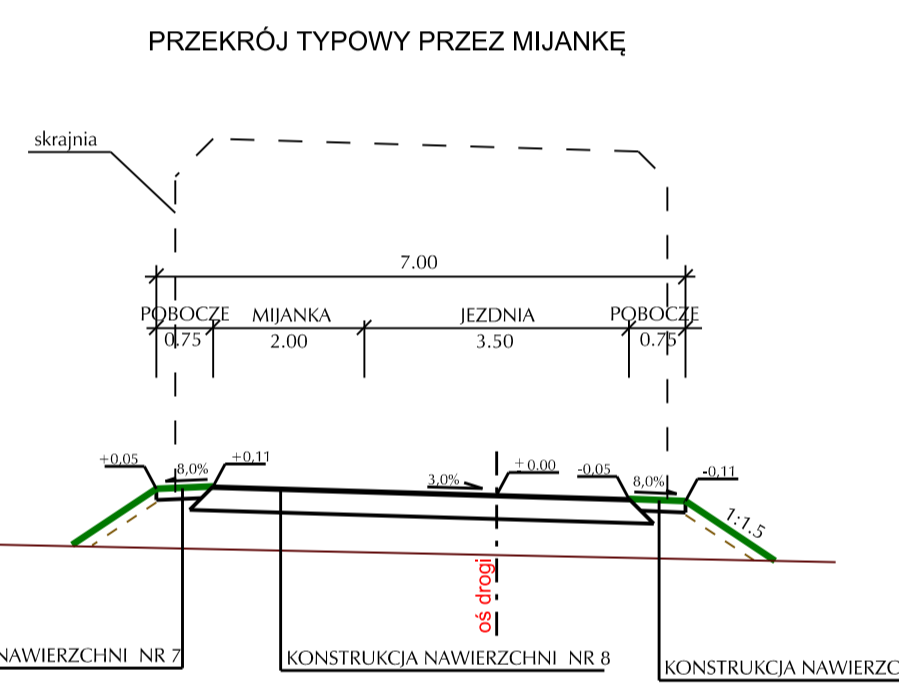 PRZEKRÓJ TYPOWY PRZEZ MIJANKĘ
skrajnia
7.00
POBOCZE MIJANKA JEZDNIA POBOCZE
0.75 2.00 3.50 0.75
+0,05 8,0% +0,11 3,0% ±0.00 -0,05 8,0% -0,11
1:1.5
oś drogi
NAWIERZCHNI NR 7
KONSTRUKCJA NAWIERZCHNI NR 8
KONSTRUKCJA NAWIERZC